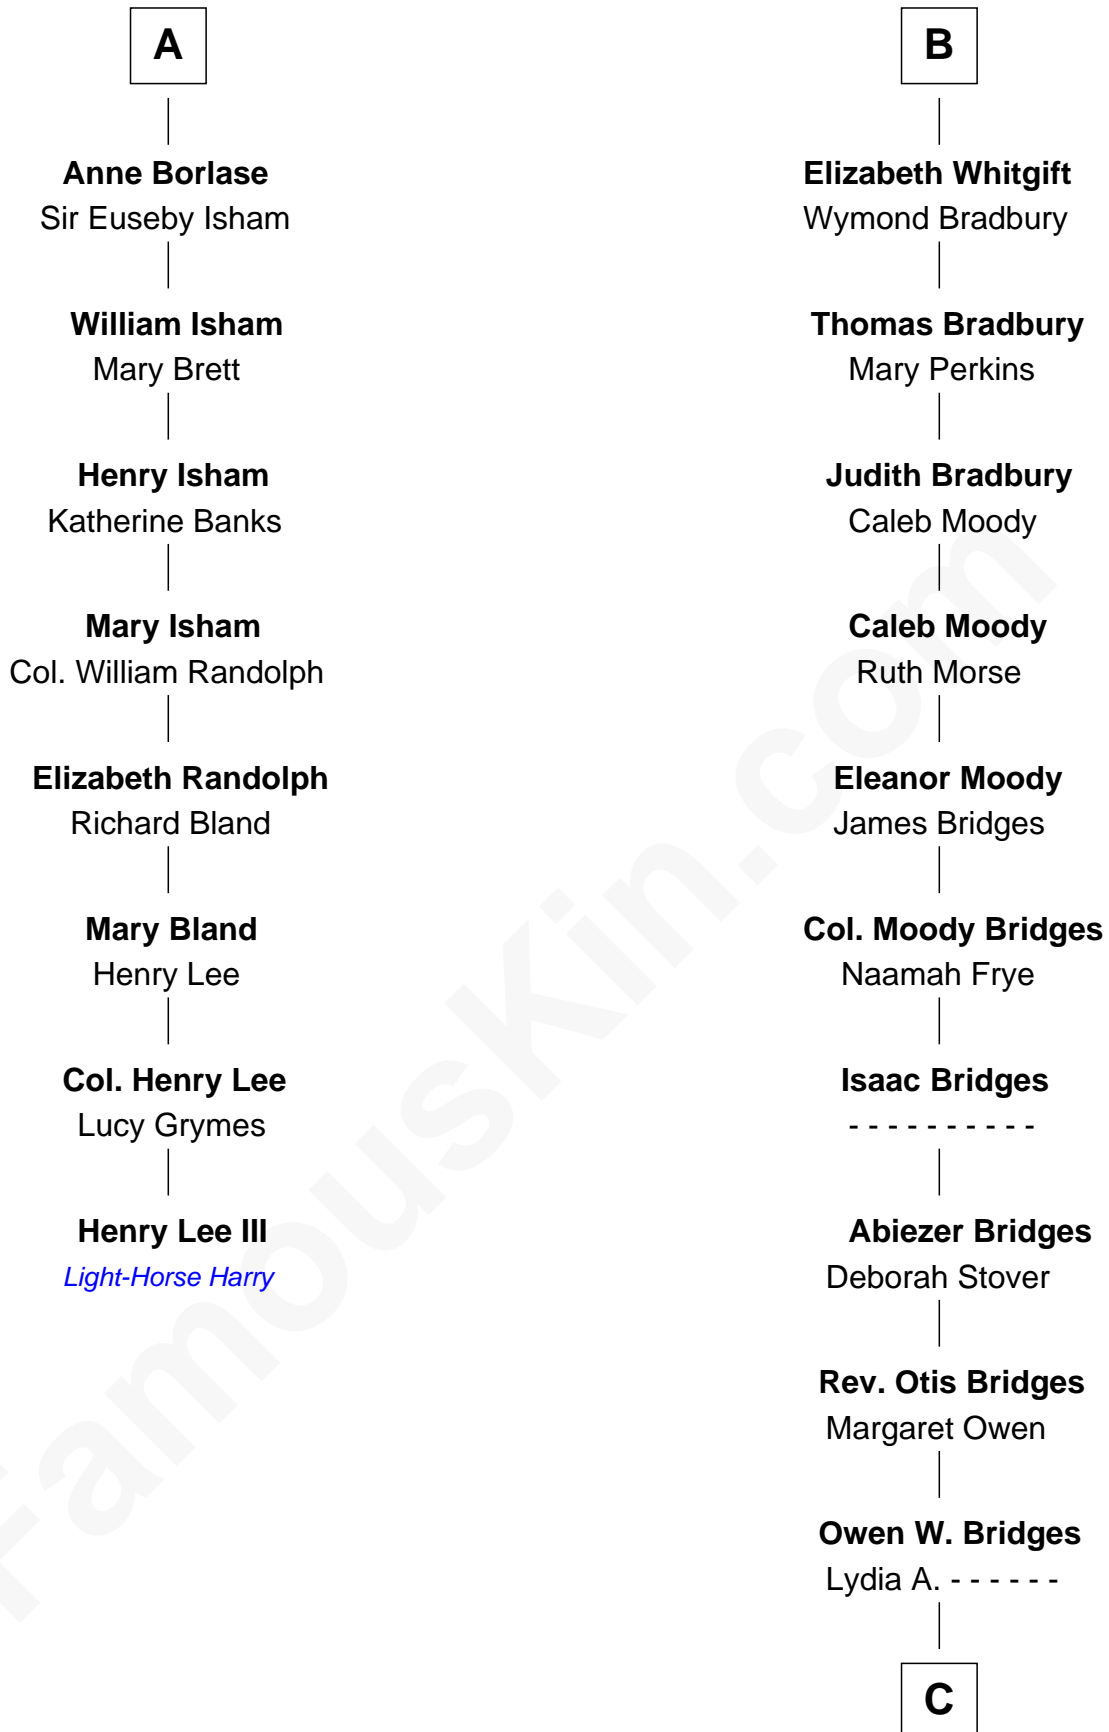 A
Anne Borlase
Sir Euseby Isham
William Isham
Mary Brett
Henry Isham
Katherine Banks
Mary Isham
Col. William Randolph
Elizabeth Randolph
Richard Bland
Mary Bland
Henry Lee
Col. Henry Lee
Lucy Grymes
Henry Lee III
Light-Horse Harry
B
Elizabeth Whitgift
Wymond Bradbury
Thomas Bradbury
Mary Perkins
Judith Bradbury
Caleb Moody
Caleb Moody
Ruth Morse
Eleanor Moody
James Bridges
Col. Moody Bridges
Naamah Frye
Isaac Bridges
- - - - - - - - - -
Abiezer Bridges
Deborah Stover
Rev. Otis Bridges
Margaret Owen
Owen W. Bridges
Lydia A. - - - - - -
C
FamousKin.com